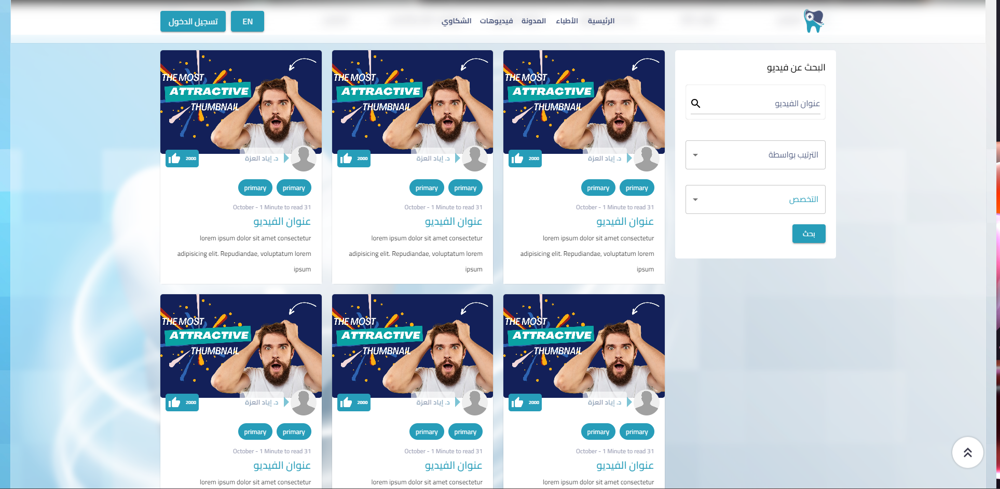 الرئيسية
الأطباء
المدونة
فيديوهات
الشكاوي
EN
تسجيل الدخول
البحث عن فيديو
عنوان الفيديو
الترتيب بواسطة
التخصص
بحث
THE MOST
ATTRACTIVE
THUMBNAIL
د. إياد العزة
2000
primary
primary
October - 1 Minute to read 31
عنوان الفيديو
lorem ipsum dolor sit amet consectetur
adipisicing elit. Repudiandae, voluptatum lorem
ipsum
THE MOST
ATTRACTIVE
THUMBNAIL
د. إياد العزة
2000
primary
primary
October - 1 Minute to read 31
عنوان الفيديو
lorem ipsum dolor sit amet consectetur
adipisicing elit. Repudiandae, voluptatum lorem
ipsum
THE MOST
ATTRACTIVE
THUMBNAIL
د. إياد العزة
2000
primary
primary
October - 1 Minute to read 31
عنوان الفيديو
lorem ipsum dolor sit amet consectetur
adipisicing elit. Repudiandae, voluptatum lorem
ipsum
THE MOST
ATTRACTIVE
THUMBNAIL
د. إياد العزة
2000
primary
primary
October - 1 Minute to read 31
عنوان الفيديو
lorem ipsum dolor sit amet consectetur
THE MOST
ATTRACTIVE
THUMBNAIL
د. إياد العزة
2000
primary
primary
October - 1 Minute to read 31
عنوان الفيديو
lorem ipsum dolor sit amet consectetur
THE MOST
ATTRACTIVE
THUMBNAIL
د. إياد العزة
2000
primary
primary
October - 1 Minute to read 31
عنوان الفيديو
lorem ipsum dolor sit amet consectetur